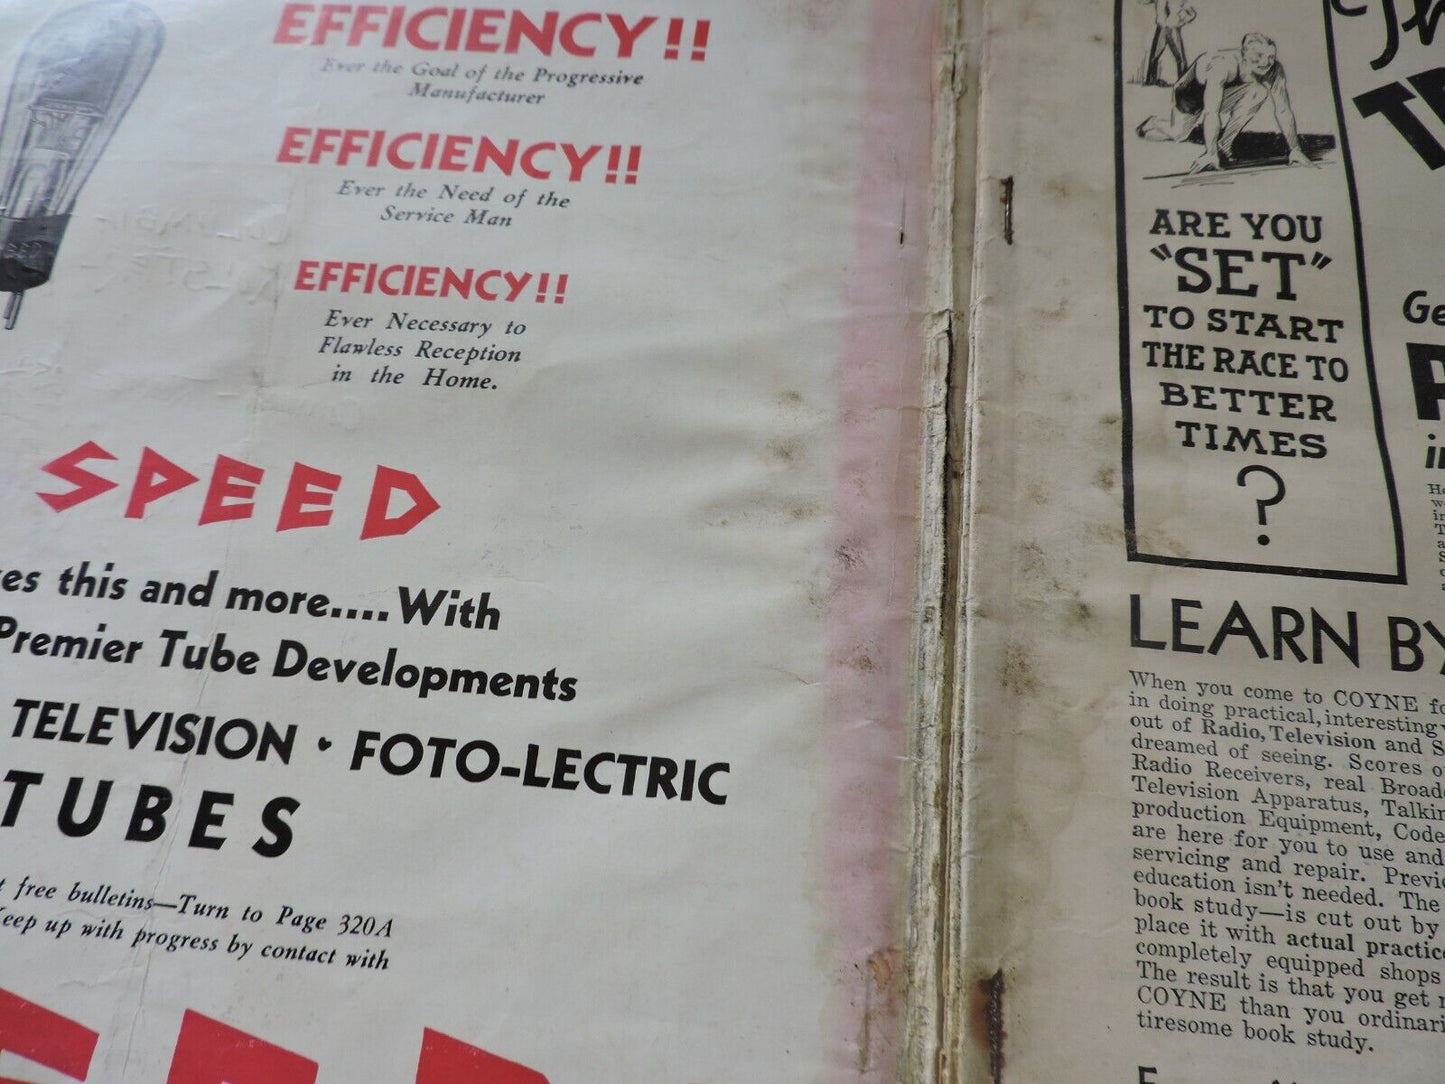 EFFICIENCY!!
Ever the Goal of the Progressive
Manufacturer
EFFICIENCY!!
Ever the Need of the
Service Man
EFFICIENCY!!
Ever Necessary to
Flawless Reception
in the Home.
SPEED
es this and more....With
Premier Tube Developments
TELEVISION · FOTO-LECTRIC
TUBES
free bulletins—Turn to Page 320A
Keep up with progress by contact with
ARE YOU
"SET"
TO START
THE RACE TO
BETTER
TIMES
?
Ge
in
LEARN BY
When you come to COYNE fo
in doing practical, interesting
out of Radio, Television and S
dreamed of seeing. Scores o
Radio Receivers, real Broad
Television Apparatus, Talkin
production Equipment, Code
are here for you to use and
servicing and repair. Previ
education isn't needed. The
book study—is cut out by
place it with actual practice
completely equipped shops
The result is that you get
COYNE than you ordinari
tiresome book study.